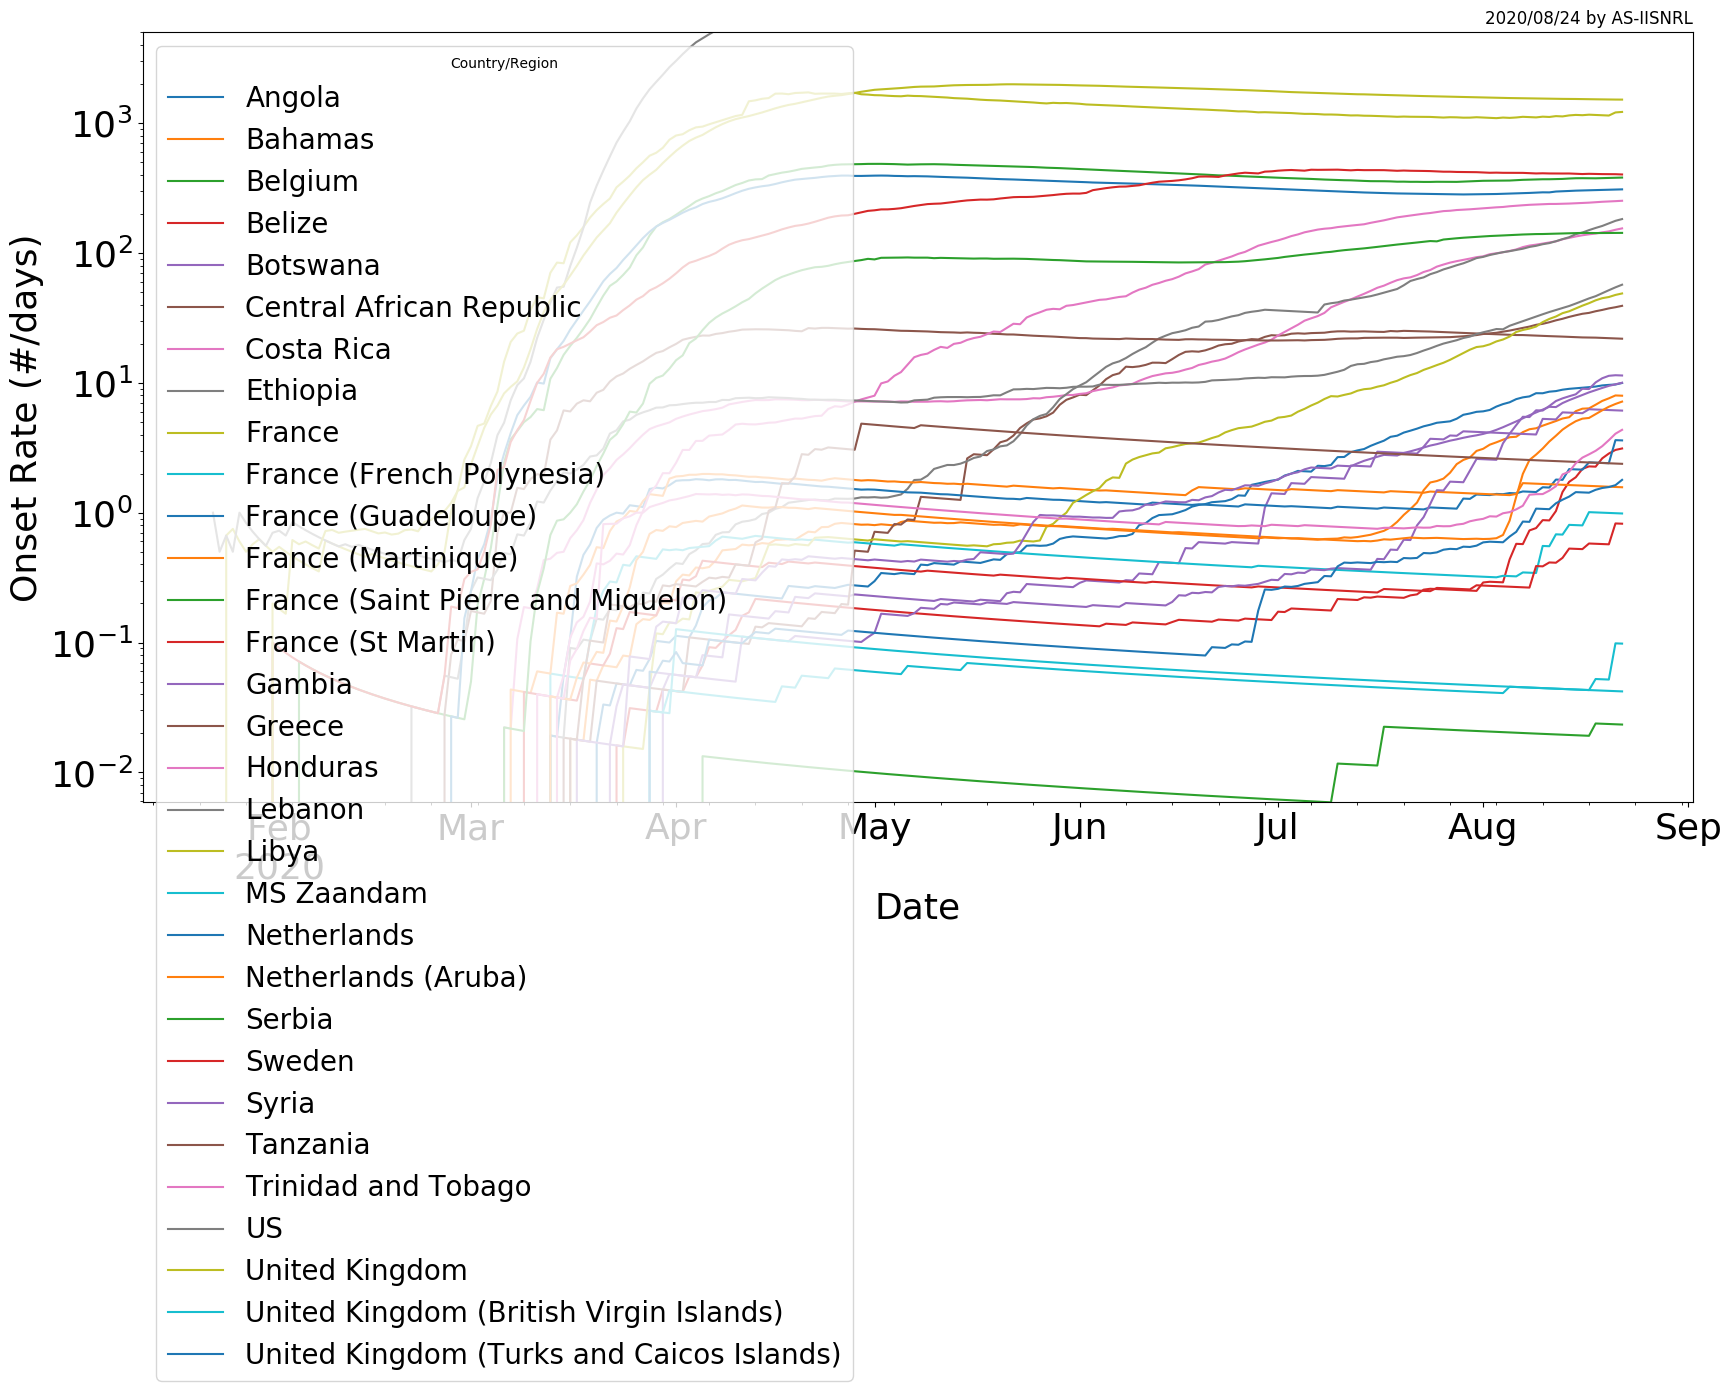 2020/08/24 by AS-IISNRL
Country/Region
Angola
Bahamas
Belgium
Belize
Botswana
Central African Republic
Costa Rica
Ethiopia
France
France (French Polynesia)
France (Guadeloupe)
France (Martinique)
France (Saint Pierre and Miquelon)
France (St Martin)
Gambia
Greece
Honduras
Lebanon
Libya
MS Zaandam
Netherlands
Netherlands (Aruba)
Serbia
Sweden
Syria
Tanzania
Trinidad and Tobago
US
United Kingdom
United Kingdom (British Virgin Islands)
United Kingdom (Turks and Caicos Islands)
Onset Rate (#/days)
10³
10²
10¹
10⁰
10⁻¹
10⁻²
Feb Mar Apr May Jun Jul Aug Sep
2020
Date